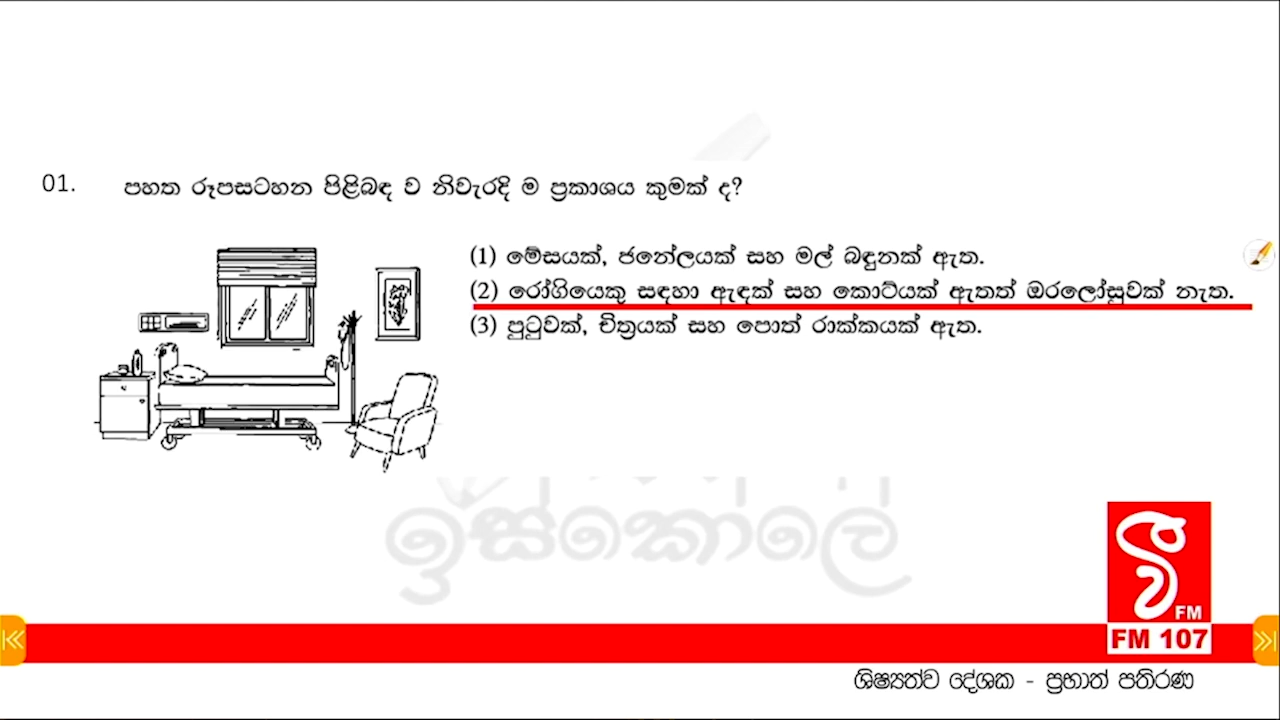 01. පහත රූපසටහන පිළිබඳ ව නිවැරදි ම ප්‍රකාශය කුමක් ද?
(1) මේසයක්, ජනේලයක් සහ මල් බඳුනක් ඇත.
(2) රෝගියෙකු සඳහා ඇඳක් සහ කොට්යක් ඇතත් ඔරලෝසුවක් නැත.
(3) පුටුවක්, චිත්‍රයක් සහ පොත් රාක්කයක් ඇත.
ඉස්කෝලේ
වී FM
FM 107
ශිෂ්‍යත්ව දේශක - ප්‍රභාත් පතිරණ